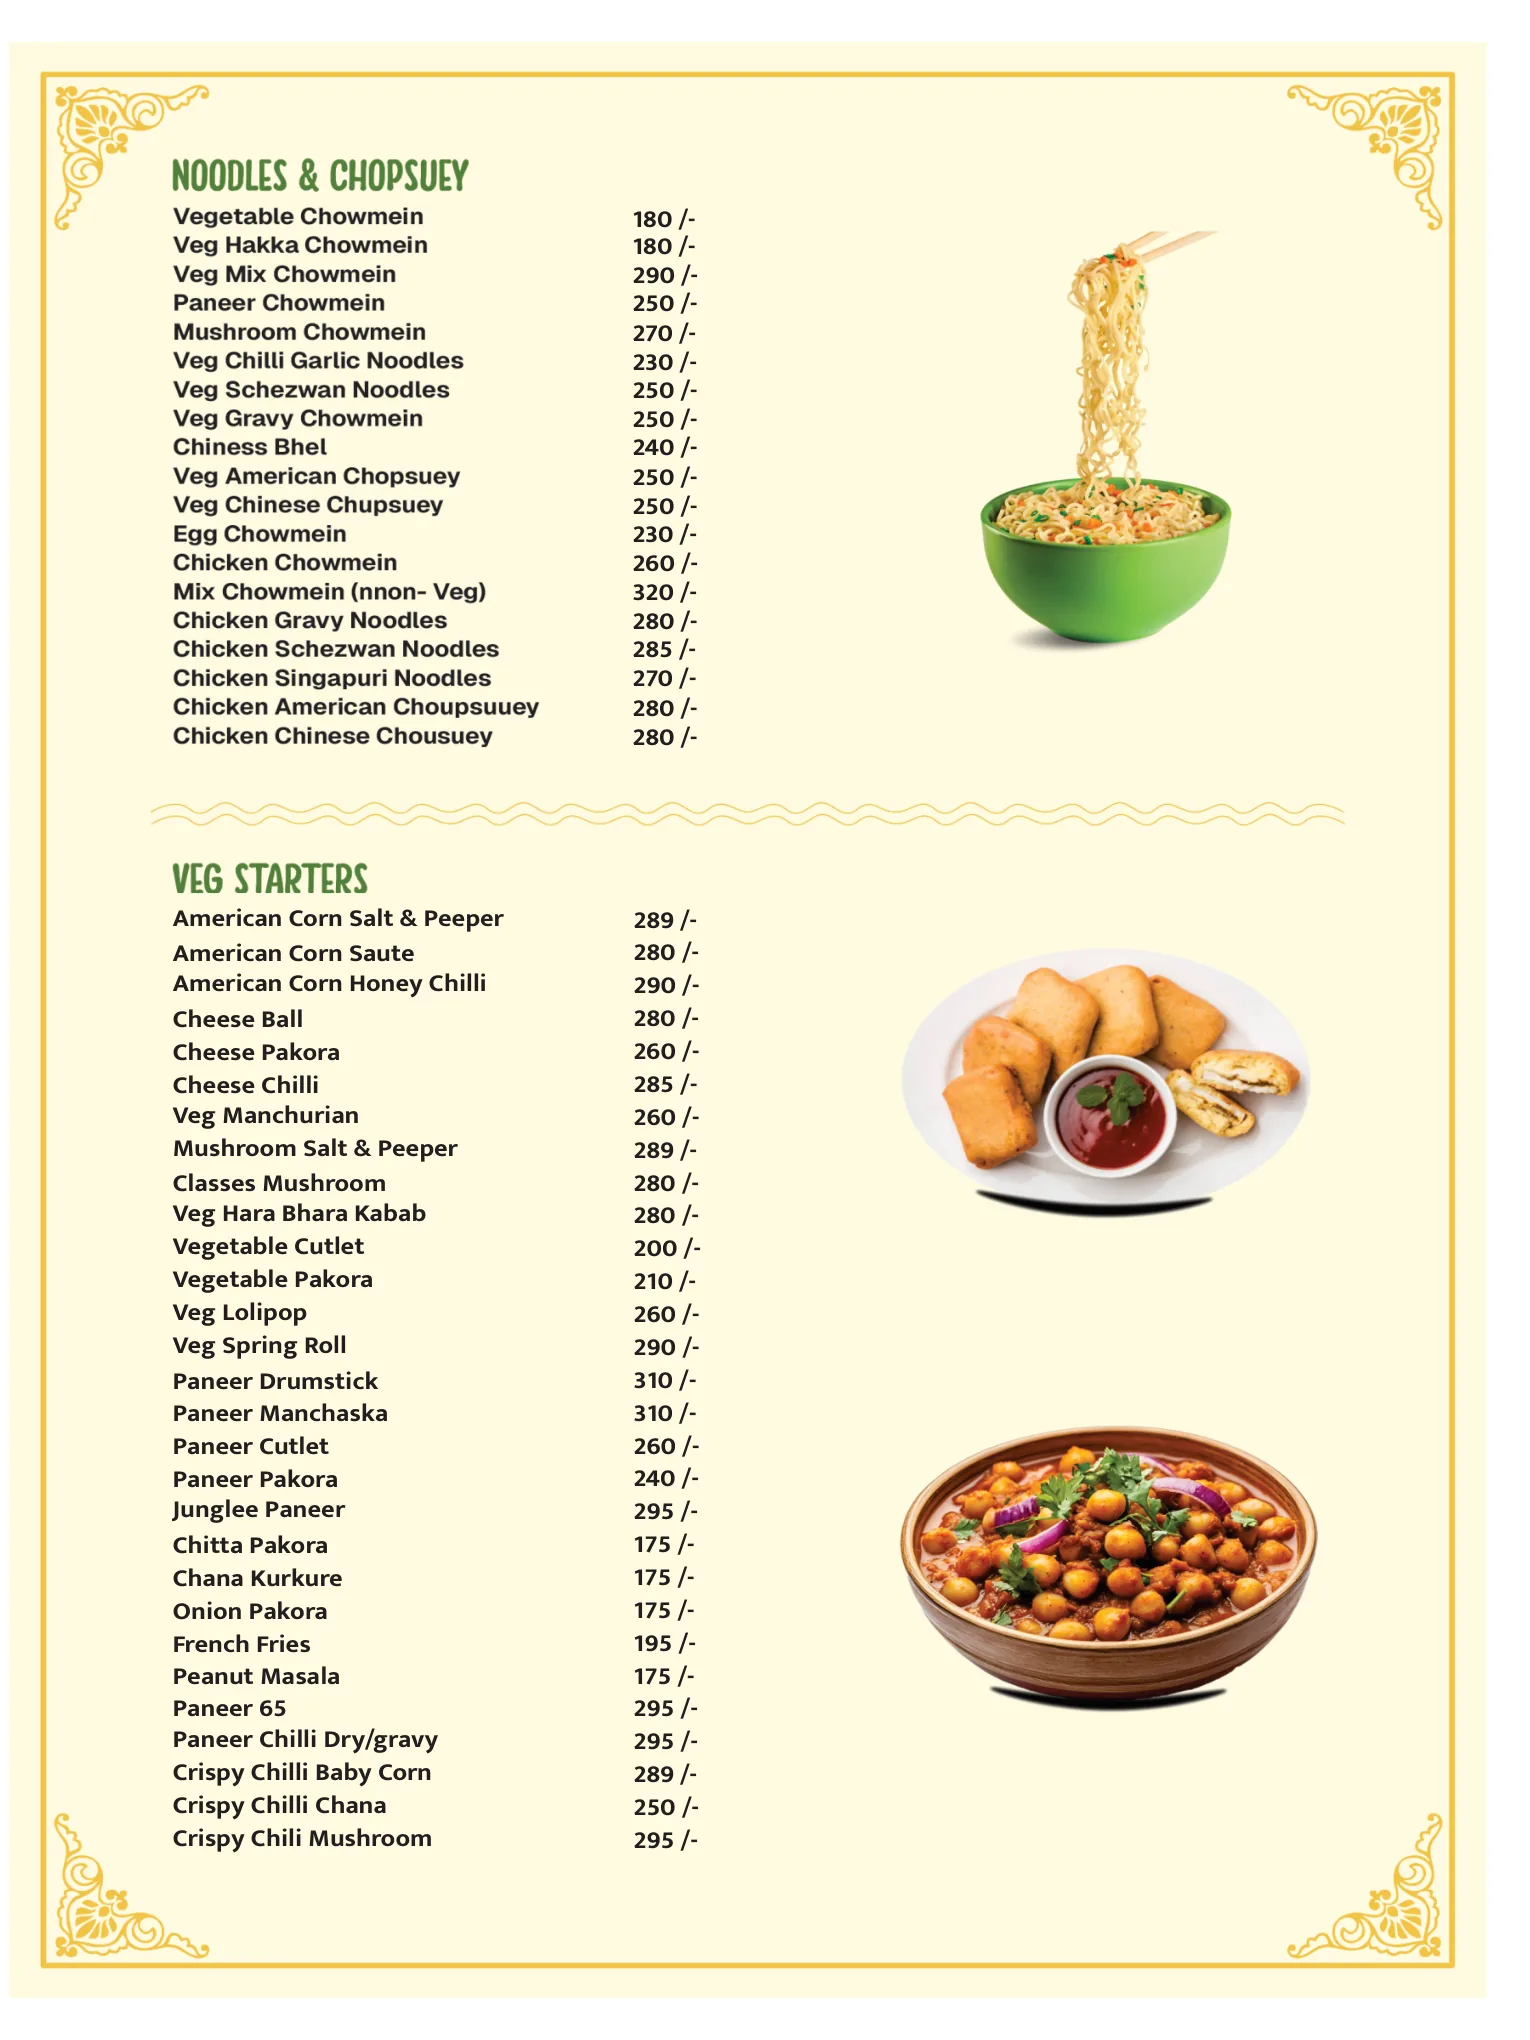 NOODLES & CHOPSUEY
Vegetable Chowmein 180 /-
Veg Hakka Chowmein 180 /-
Veg Mix Chowmein 290 /-
Paneer Chowmein 250 /-
Mushroom Chowmein 270 /-
Veg Chilli Garlic Noodles 230 /-
Veg Schezwan Noodles 250 /-
Veg Gravy Chowmein 250 /-
Chiness Bhel 240 /-
Veg American Chopsuey 250 /-
Veg Chinese Chupsuey 250 /-
Egg Chowmein 230 /-
Chicken Chowmein 260 /-
Mix Chowmein (nnon- Veg) 320 /-
Chicken Gravy Noodles 280 /-
Chicken Schezwan Noodles 285 /-
Chicken Singapuri Noodles 270 /-
Chicken American Choupsuuey 280 /-
Chicken Chinese Chousuey 280 /-
VEG STARTERS
American Corn Salt & Peeper 289 /-
American Corn Saute 280 /-
American Corn Honey Chilli 290 /-
Cheese Ball 280 /-
Cheese Pakora 260 /-
Cheese Chilli 285 /-
Veg Manchurian 260 /-
Mushroom Salt & Peeper 289 /-
Classes Mushroom 280 /-
Veg Hara Bhara Kabab 280 /-
Vegetable Cutlet 200 /-
Vegetable Pakora 210 /-
Veg Lolipop 260 /-
Veg Spring Roll 290 /-
Paneer Drumstick 310 /-
Paneer Manchaska 310 /-
Paneer Cutlet 260 /-
Paneer Pakora 240 /-
Junglee Paneer 295 /-
Chitta Pakora 175 /-
Chana Kurkure 175 /-
Onion Pakora 175 /-
French Fries 195 /-
Peanut Masala 175 /-
Paneer 65 295 /-
Paneer Chilli Dry/gravy 295 /-
Crispy Chilli Baby Corn 289 /-
Crispy Chilli Chana 250 /-
Crispy Chili Mushroom 295 /-